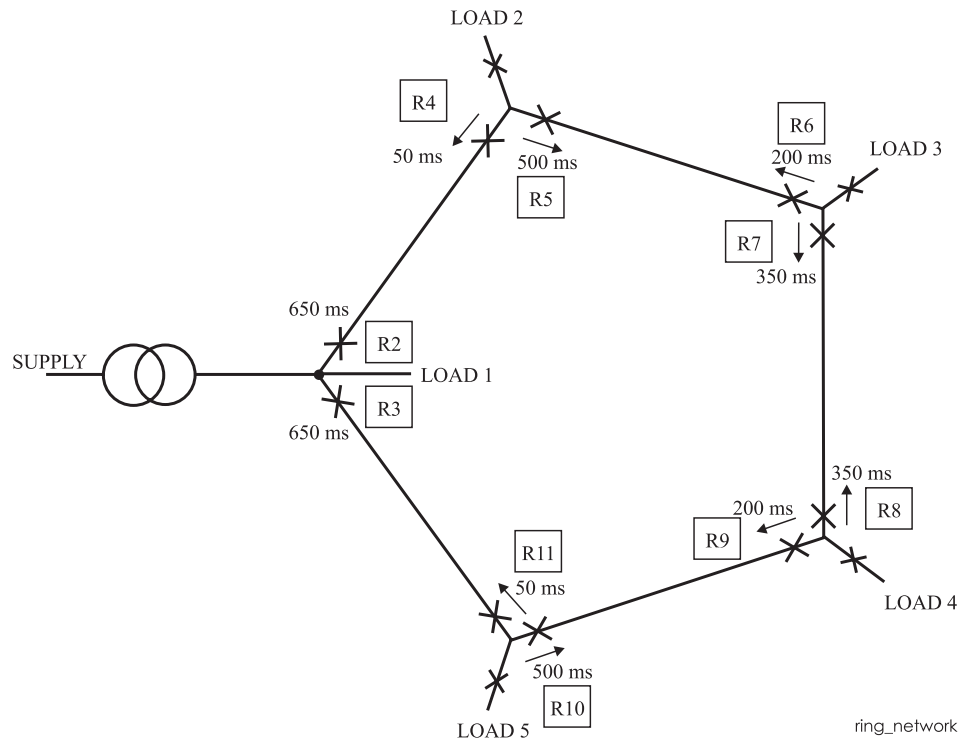 LOAD 2
R4
50 ms
500 ms
R5
R6
200 ms
LOAD 3
R7
350 ms
650 ms
R2
SUPPLY
LOAD 1
R3
650 ms
350 ms
R8
200 ms
R9
R11
50 ms
LOAD 4
500 ms
R10
LOAD 5
ring_network